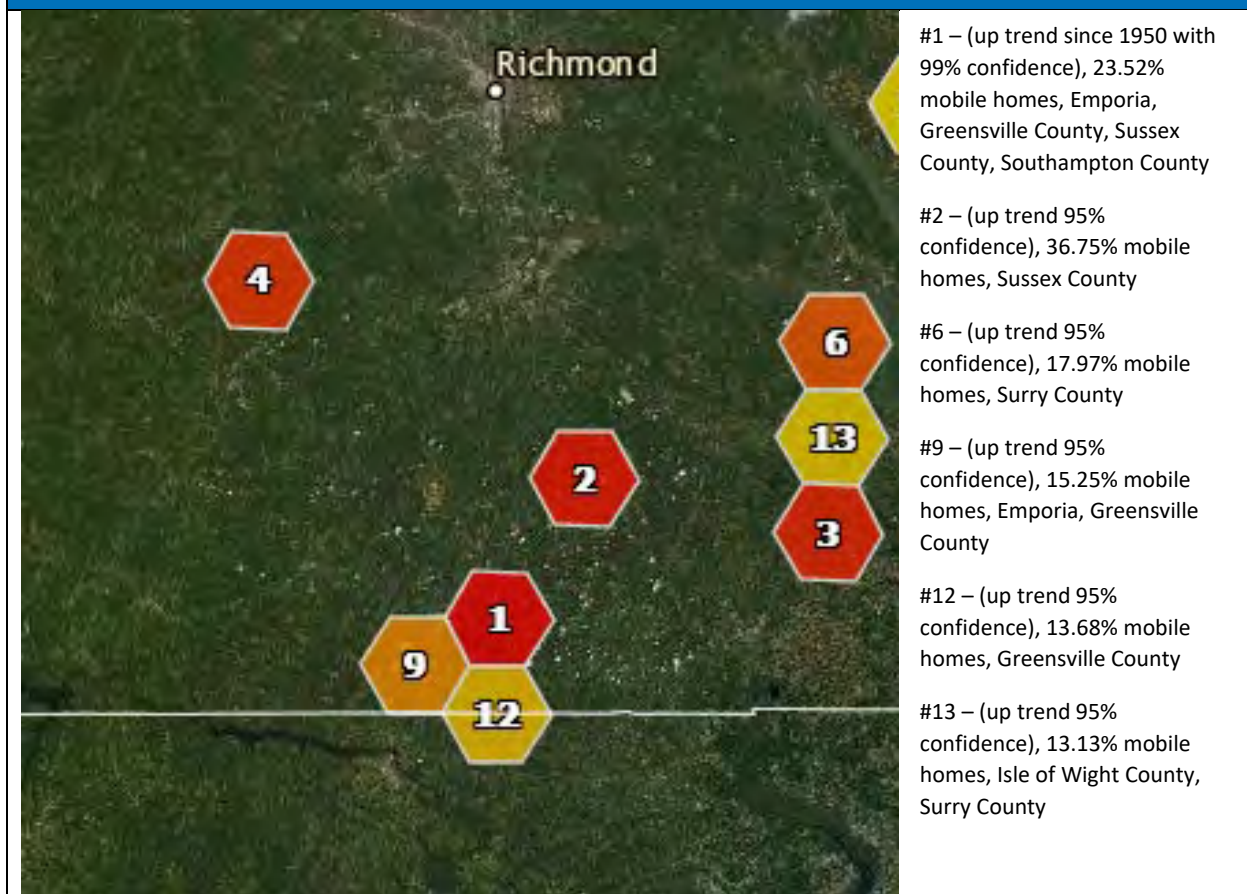 Richmond
4
6
13
2
3
1
9
12
#1 – (up trend since 1950 with
99% confidence), 23.52%
mobile homes, Emporia,
Greensville County, Sussex
County, Southampton County
#2 – (up trend 95%
confidence), 36.75% mobile
homes, Sussex County
#6 – (up trend 95%
confidence), 17.97% mobile
homes, Surry County
#9 – (up trend 95%
confidence), 15.25% mobile
homes, Emporia, Greensville
County
#12 – (up trend 95%
confidence), 13.68% mobile
homes, Greensville County
#13 – (up trend 95%
confidence), 13.13% mobile
homes, Isle of Wight County,
Surry County